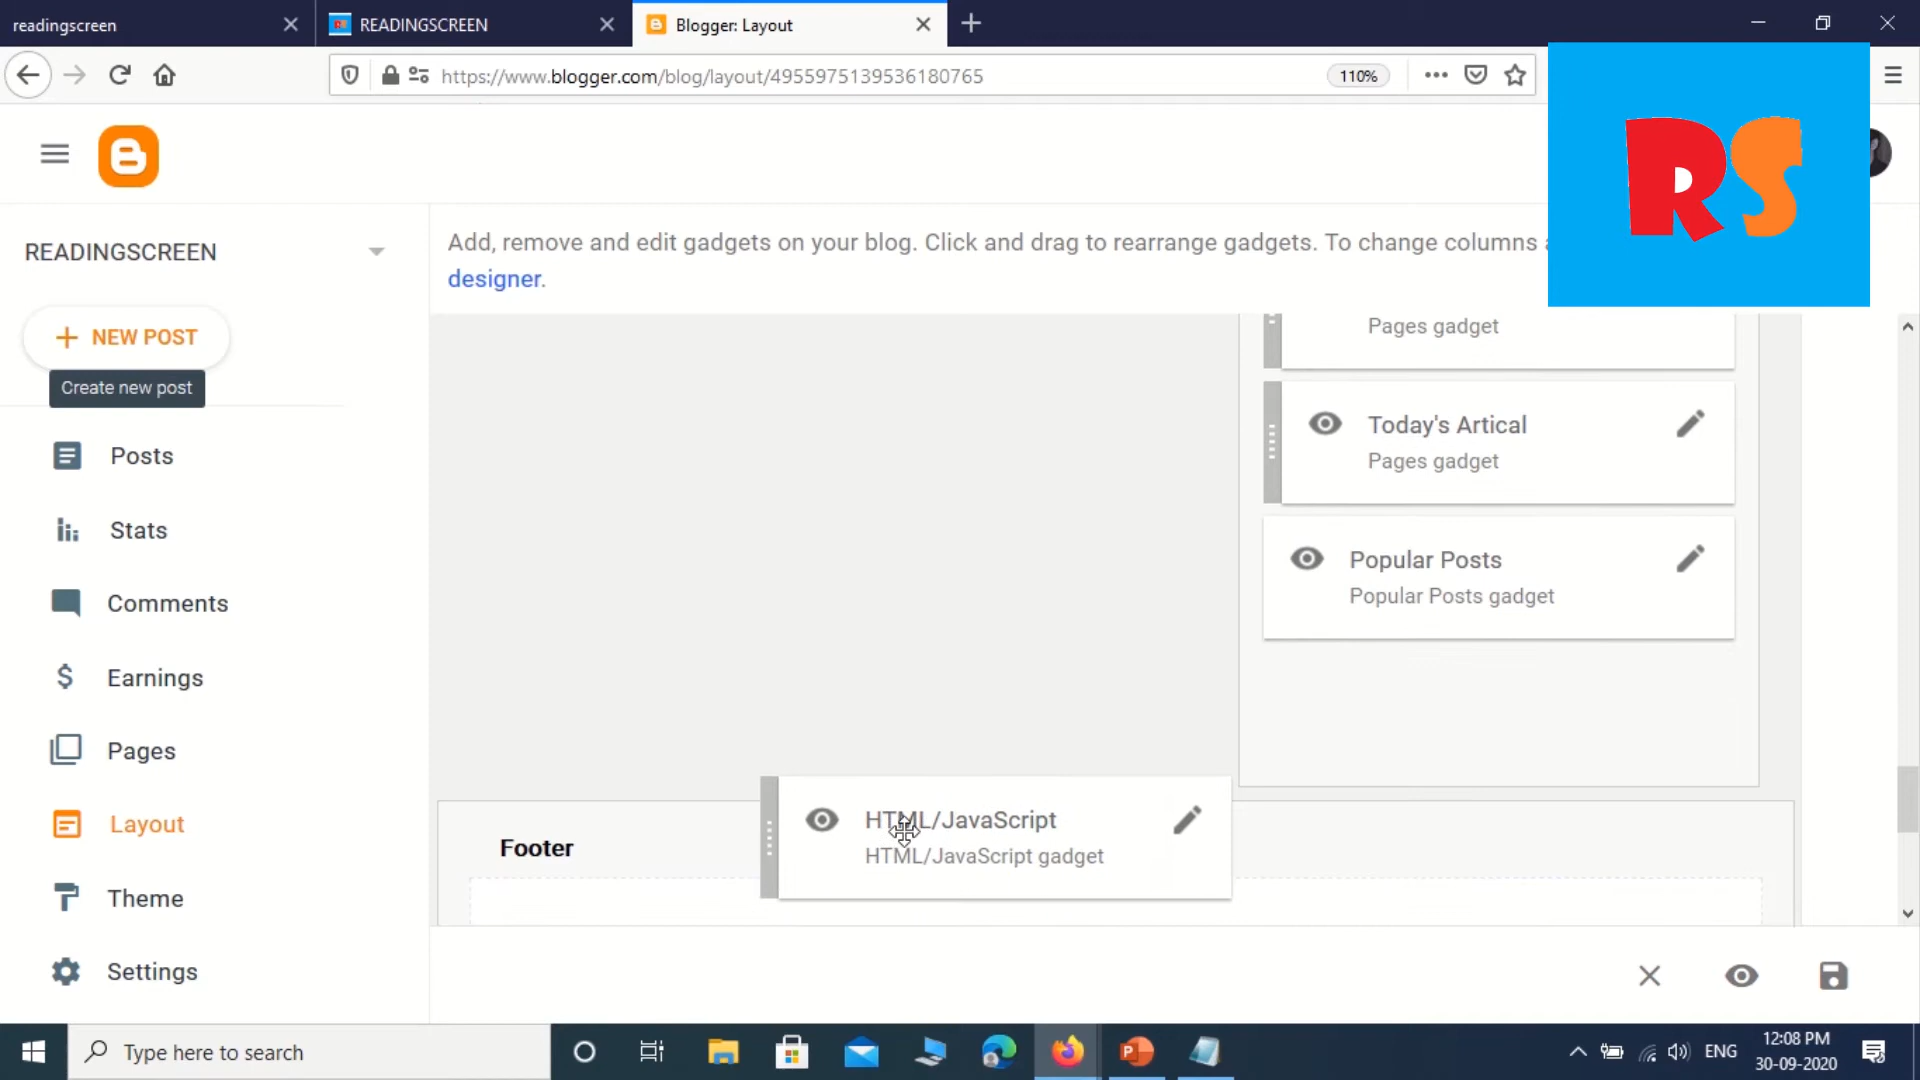 readingscreen
READINGSCREEN
Blogger: Layout
https://www.blogger.com/blog/layout/4955975139536180765
110%
RS
READINGSCREEN
Add, remove and edit gadgets on your blog. Click and drag to rearrange gadgets. To change columns
designer.
NEW POST
Create new post
Posts
Stats
Comments
Earnings
Pages
Layout
Theme
Settings
Pages gadget
Today's Artical
Pages gadget
Popular Posts
Popular Posts gadget
HTML/JavaScript
HTML/JavaScript gadget
Footer
Type here to search
ENG
12:08 PM
30-09-2020